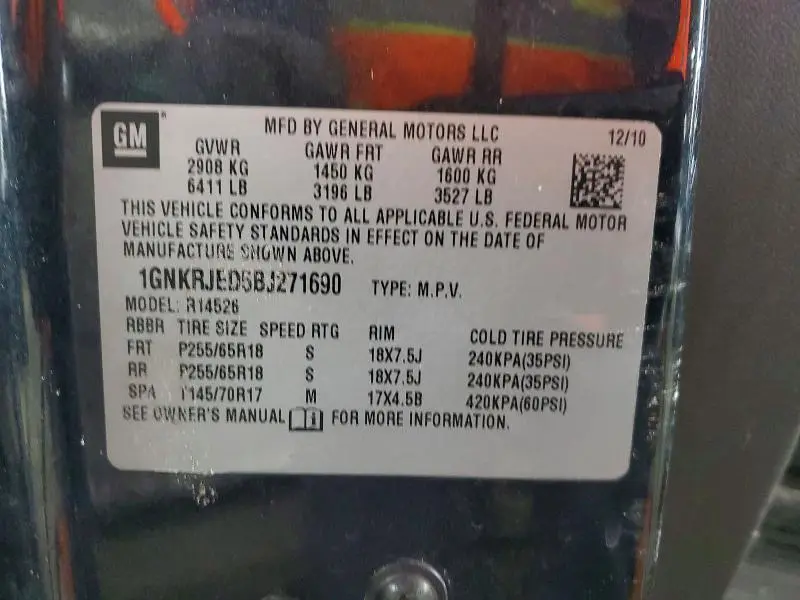 GM
MFD BY GENERAL MOTORS LLC 12/10
GVWR GAWR FRT GAWR RR
2908 KG 1450 KG 1600 KG
6411 LB 3196 LB 3527 LB
THIS VEHICLE CONFORMS TO ALL APPLICABLE U.S. FEDERAL MOTOR
VEHICLE SAFETY STANDARDS IN EFFECT ON THE DATE OF
MANUFACTURE SHOWN ABOVE.
1GNKRJED5BJ271690 TYPE: M.P.V.
MODEL: R14526
RBBR TIRE SIZE SPEED RTG RIM COLD TIRE PRESSURE
FRT P255/65R18 S 18X7.5J 240KPA(35PSI)
RR P255/65R18 S 18X7.5J 240KPA(35PSI)
SPA T145/70R17 M 17X4.5B 420KPA(60PSI)
SEE OWNER'S MANUAL FOR MORE INFORMATION.